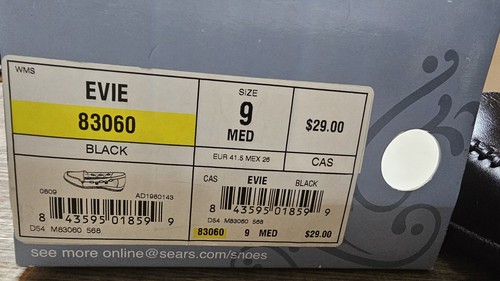 WMS
EVIE
83060
BLACK
SIZE
9
MED
EUR 41.5 MEX 26
$29.00
CAS
0809 AD1980143
8 43595 01859 9
D54 M83060 568
CAS EVIE BLACK
8 43595 01859 9
D54 M83060 568
83060 9 MED $29.00
see more online@sears.com/shoes